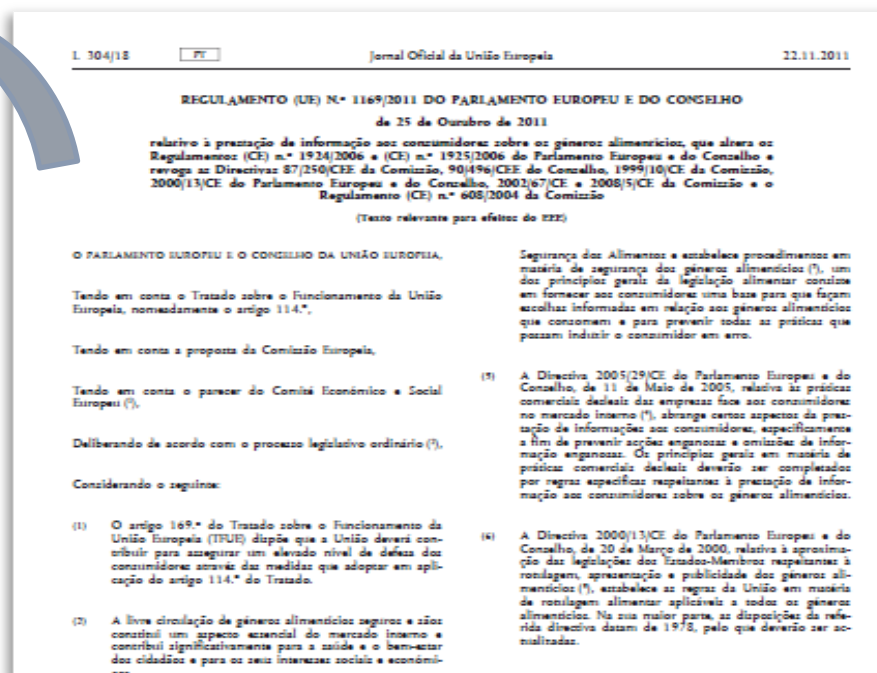 L 304/18 PT Jornal Oficial da União Europeia 22.11.2011
REGULAMENTO (UE) N.º 1169/2011 DO PARLAMENTO EUROPEU E DO CONSELHO
de 25 de Outubro de 2011
relativo à prestação de informação aos consumidores sobre os géneros alimentícios, que altera os
Regulamentos (CE) n.º 1924/2006 e (CE) n.º 1925/2006 do Parlamento Europeu e do Conselho e
revoga as Directivas 87/250/CEE da Comissão, 90/496/CEE do Conselho, 1999/10/CE da Comissão,
2000/13/CE do Parlamento Europeu e do Conselho, 2002/67/CE e 2008/5/CE da Comissão e o
Regulamento (CE) n.º 608/2004 da Comissão
(Texto relevante para efeitos do EEE)
O PARLAMENTO EUROPEU E O CONSELHO DA UNIÃO EUROPEIA,
Tendo em conta o Tratado sobre o Funcionamento da União
Europeia, nomeadamente o artigo 114.º,
Tendo em conta a proposta da Comissão Europeia,
Tendo em conta o parecer do Comité Económico e Social
Europeu (¹),
Deliberando de acordo com o processo legislativo ordinário (²),
Considerando o seguinte:
(1) O artigo 169.º do Tratado sobre o Funcionamento da
União Europeia (TFUE) dispõe que a União deverá con-
tribuir para assegurar um elevado nível de defesa dos
consumidores através das medidas que adoptar em apli-
cação do artigo 114.º do Tratado.
(2) A livre circulação de géneros alimentícios seguros e sãos
constitui um aspecto essencial do mercado interno e
contribui significativamente para a saúde e o bem-estar
dos cidadãos e para os seus interesses sociais e económi-
Segurança dos Alimentos e estabelece procedimentos em
matéria de segurança dos géneros alimentícios (³), um
dos princípios gerais da legislação alimentar consiste
em fornecer aos consumidores uma base para que façam
escolhas informadas em relação aos géneros alimentícios
que consomem e para prevenir todas as práticas que
possam induzir o consumidor em erro.
(5) A Directiva 2005/29/CE do Parlamento Europeu e do
Conselho, de 11 de Maio de 2005, relativa às práticas
comerciais desleais das empresas face aos consumidores
no mercado interno (⁴), abrange certos aspectos da pres-
tação de informações aos consumidores, especificamente
a fim de prevenir acções enganosas e omissões de infor-
mação enganosas. Os princípios gerais em matéria de
práticas comerciais desleais deverão ser completados
por regras específicas respeitantes à prestação de infor-
mação aos consumidores sobre os géneros alimentícios.
(6) A Directiva 2000/13/CE do Parlamento Europeu e do
Conselho, de 20 de Março de 2000, relativa à aproxima-
ção das legislações dos Estados-Membros respeitantes à
rotulagem, apresentação e publicidade dos géneros ali-
mentícios (⁵), estabelece as regras da União em matéria
de rotulagem alimentar aplicáveis a todos os géneros
alimentícios. Na sua maior parte, as disposições da refe-
rida directiva datam de 1978, pelo que deverão ser ac-
tualizadas.